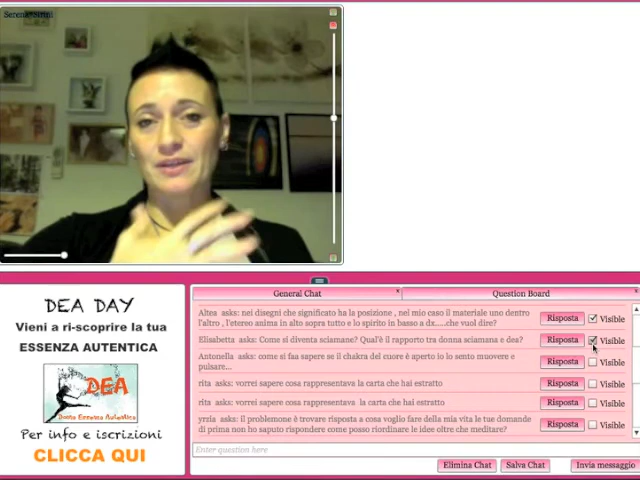 DEA DAY
Vieni a ri-scoprire la tua
ESSENZA AUTENTICA
DEA
Donna Essenza Autentica
Per info e iscrizioni
CLICCA QUI
General Chat x
Question Board x
Altea asks: nei disegni che significato ha la posizione , nel mio caso il materiale uno dentro
l'altro , l'etereo anima in alto sopra tutto e lo spirito in basso a dx.....che vuol dire?
Risposta Visible
Elisabetta asks: Come si diventa sciamane? Qual'è il rapporto tra donna sciamana e dea?
Risposta Visible
Antonella asks: come si faa sapere se il chakra del cuore è aperto io lo sento muovere e
pulsare...
Risposta Visible
rita asks: vorrei sapere cosa rappresentava la carta che hai estratto
Risposta Visible
rita asks: vorrei sapere cosa rappresentava la carta che hai estratto
Risposta Visible
yrzia asks: il problemone è trovare risposta a cosa voglio fare della mia vita le tue domande
di prima non ho saputo rispondere come posso riordinare le idee oltre che meditare?
Risposta Visible
Enter question here
Elimina Chat Salva Chat Invia messaggio